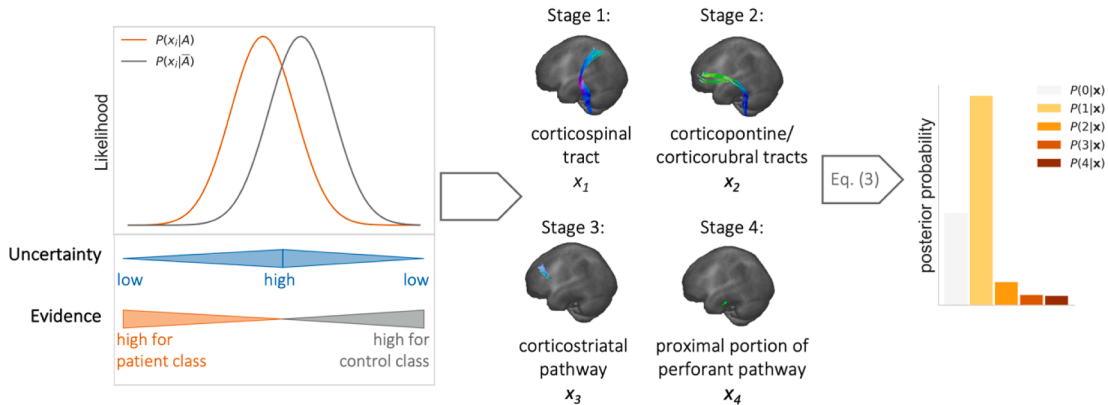 P(xᵢ|A)
P(xᵢ|A̅)
Likelihood
Uncertainty
low
high
low
Evidence
high for
patient class
high for
control class
Stage 1:
corticospinal
tract
x₁
Stage 2:
corticopontine/
corticorubral tracts
x₂
Stage 3:
corticostriatal
pathway
x₃
Stage 4:
proximal portion of
perforant pathway
x₄
Eq. (3)
posterior probability
P(0|x)
P(1|x)
P(2|x)
P(3|x)
P(4|x)